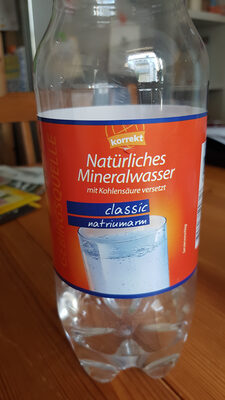 korrekt
Natürliches
Mineralwasser
mit Kohlensäure versetzt
classic
natriumarm